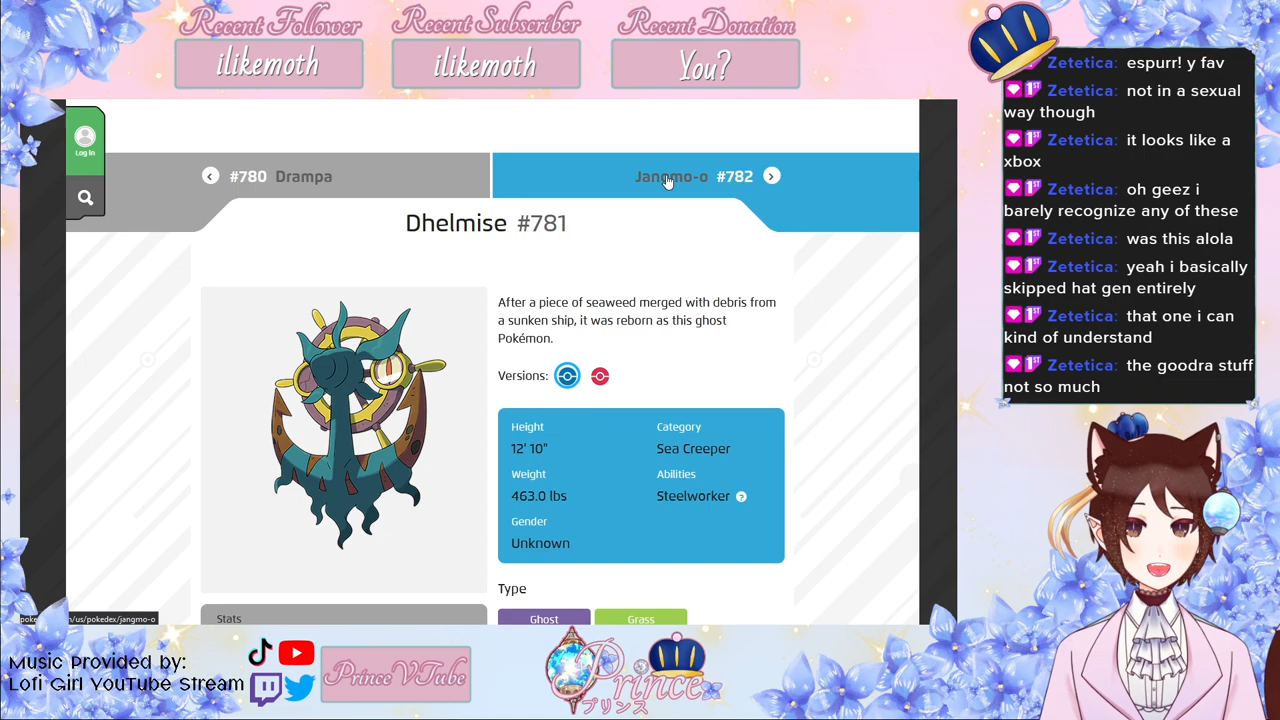 Recent Follower
ilikemoth
Recent Subscriber
ilikemoth
Recent Donation
You?
Log In
#780 Drampa
Jangmo-o #782
Dhelmise #781
After a piece of seaweed merged with debris from
a sunken ship, it was reborn as this ghost
Pokémon.
Versions:
Height
12' 10"
Category
Sea Creeper
Weight
463.0 lbs
Abilities
Steelworker ?
Gender
Unknown
Type
Ghost
Grass
Stats
/us/pokedex/jangmo-o
Zetetica: espurr! y fav
Zetetica: not in a sexual
way though
Zetetica: it looks like a
xbox
Zetetica: oh geez i
barely recognize any of these
Zetetica: was this alola
Zetetica: yeah i basically
skipped hat gen entirely
Zetetica: that one i can
kind of understand
Zetetica: the goodra stuff
not so much
Music Provided by:
Lofi Girl YouTube Stream
PrinceVTube
Prince
プリンス